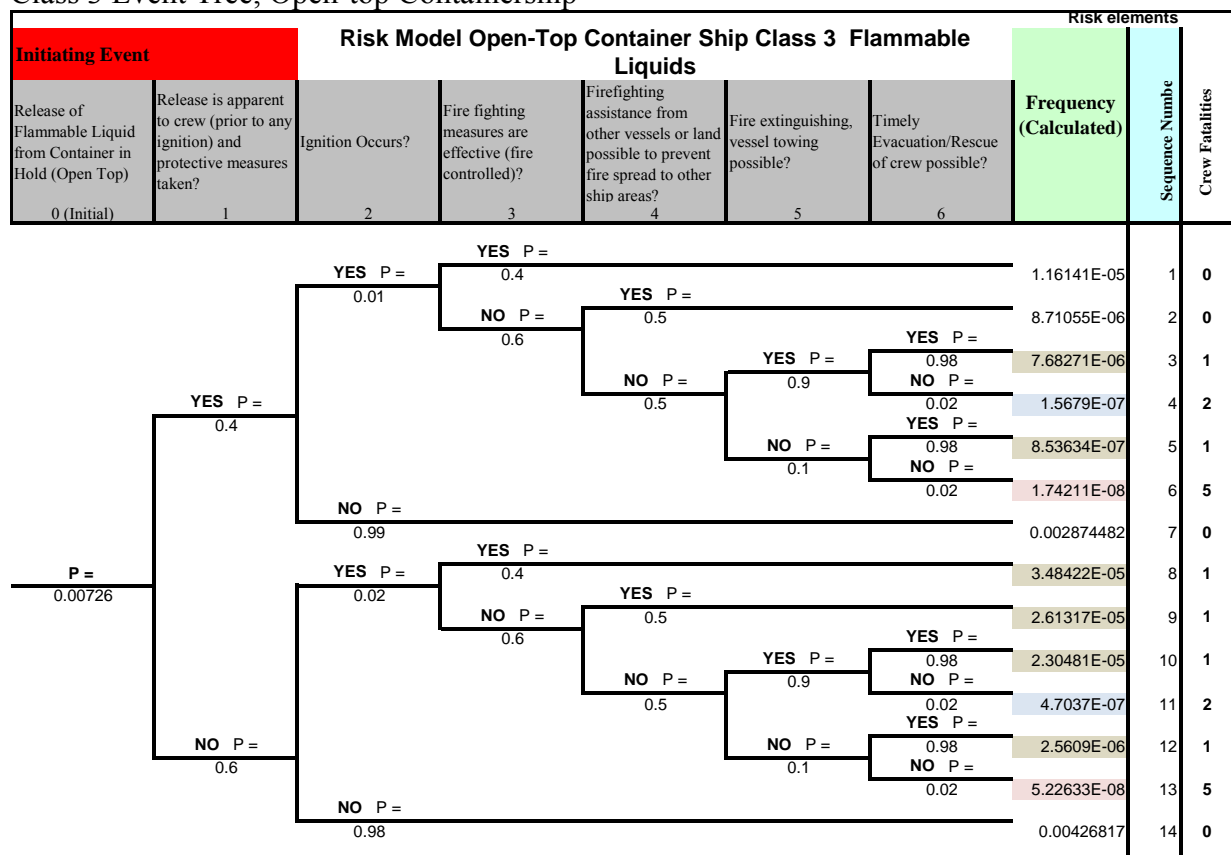 Class 3 Event Tree, Open-top Containership
Risk elements
Initiating Event
Risk Model Open-Top Container Ship Class 3 Flammable
Liquids
Release of
Flammable Liquid
from Container in
Hold (Open Top)
0 (Initial)
Release is apparent
to crew (prior to any
ignition) and
protective measures
taken?
1
Ignition Occurs?
2
Fire fighting
measures are
effective (fire
controlled)?
3
Firefighting
assistance from
other vessels or land
possible to prevent
fire spread to other
ship areas?
4
Fire extinguishing,
vessel towing
possible?
5
Timely
Evacuation/Rescue
of crew possible?
6
Frequency
(Calculated)
Sequence Numbe
Crew Fatalities
YES P =
0.4
1.16141E-05 1 0
YES P =
0.01
YES P =
0.5
8.71055E-06 2 0
NO P =
0.6
YES P =
0.98
7.68271E-06 3 1
YES P =
0.9
NO P =
0.02
1.5679E-07 4 2
NO P =
0.5
YES P =
0.4
YES P =
0.98
8.53634E-07 5 1
NO P =
0.1
NO P =
0.02
1.74211E-08 6 5
NO P =
0.99
0.002874482 7 0
YES P =
0.4
3.48422E-05 8 1
P =
0.00726
YES P =
0.02
YES P =
0.5
2.61317E-05 9 1
NO P =
0.6
YES P =
0.98
2.30481E-05 10 1
YES P =
0.9
NO P =
0.02
4.7037E-07 11 2
NO P =
0.5
YES P =
0.98
2.5609E-06 12 1
NO P =
0.6
NO P =
0.1
NO P =
0.02
5.22633E-08 13 5
NO P =
0.98
0.00426817 14 0